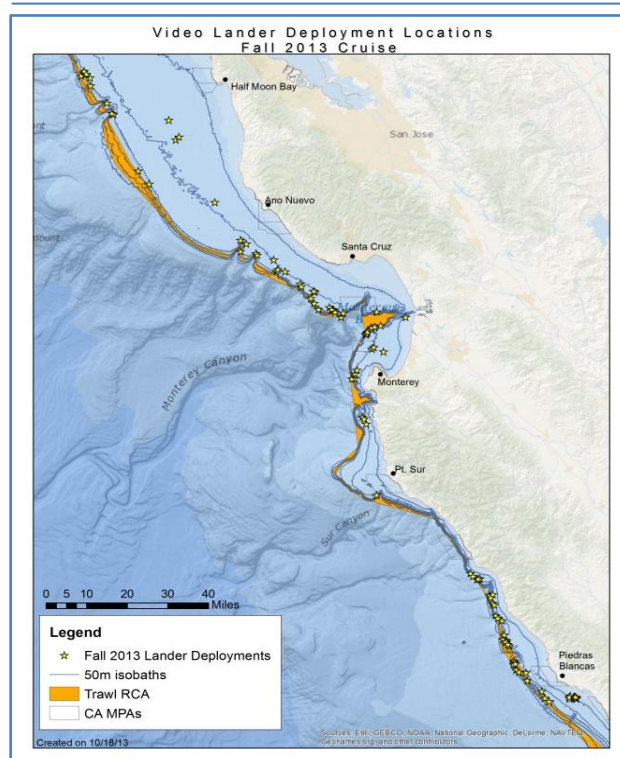 Video Lander Deployment Locations
Fall 2013 Cruise
Half Moon Bay
San Jose
Ano Nuevo
Santa Cruz
Monterey Canyon
Monterey
Pt. Sur
Sur Canyon
0 5 10 20 30 40
Miles
Piedras
Blancas
Legend
Fall 2013 Lander Deployments
50m isobaths
Trawl RCA
CA MPAs
Created on 10/18/13
Sources: Esri, GEBCO, NOAA, National Geographic, DeLorme, NAVTEQ,
Geonames.org, and other contributors